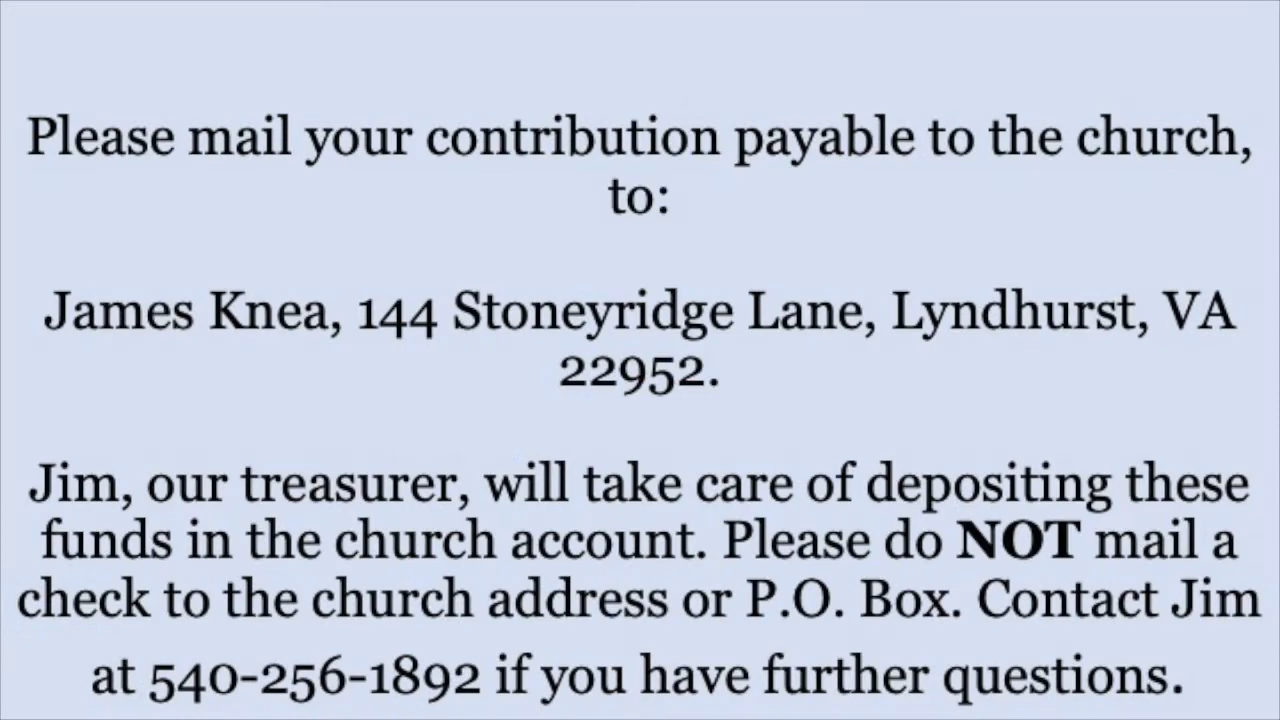 Please mail your contribution payable to the church,
to:
James Knea, 144 Stoneyridge Lane, Lyndhurst, VA
22952.
Jim, our treasurer, will take care of depositing these
funds in the church account. Please do NOT mail a
check to the church address or P.O. Box. Contact Jim
at 540-256-1892 if you have further questions.